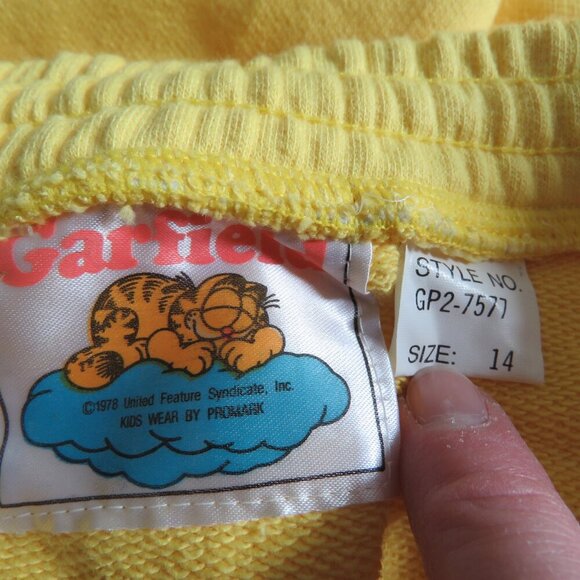 Garfield
©1978 United Feature Syndicate, Inc.
KIDS WEAR BY PROMARK
STYLE NO.
GP2-7577
SIZE: 14